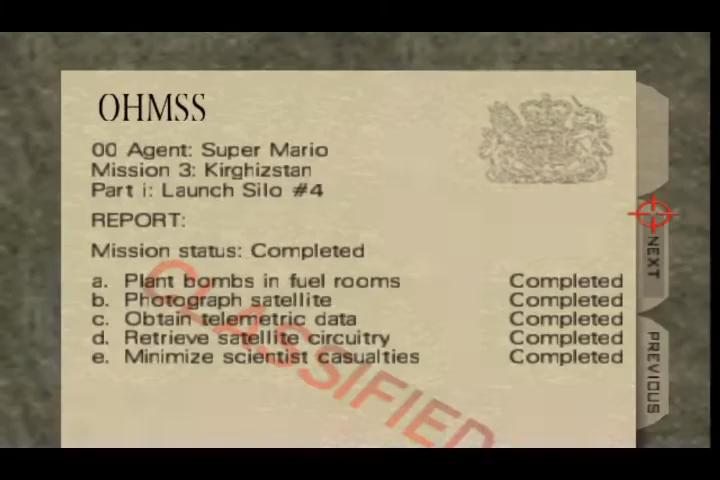 OHMSS
00 Agent: Super Mario
Mission 3: Kirghizstan
Part i: Launch Silo #4
REPORT:
Mission status: Completed
a. Plant bombs in fuel rooms Completed
b. Photograph satellite Completed
c. Obtain telemetric data Completed
d. Retrieve satellite circuitry Completed
e. Minimize scientist casualties Completed
CLASSIFIED
NEXT
PREVIOUS